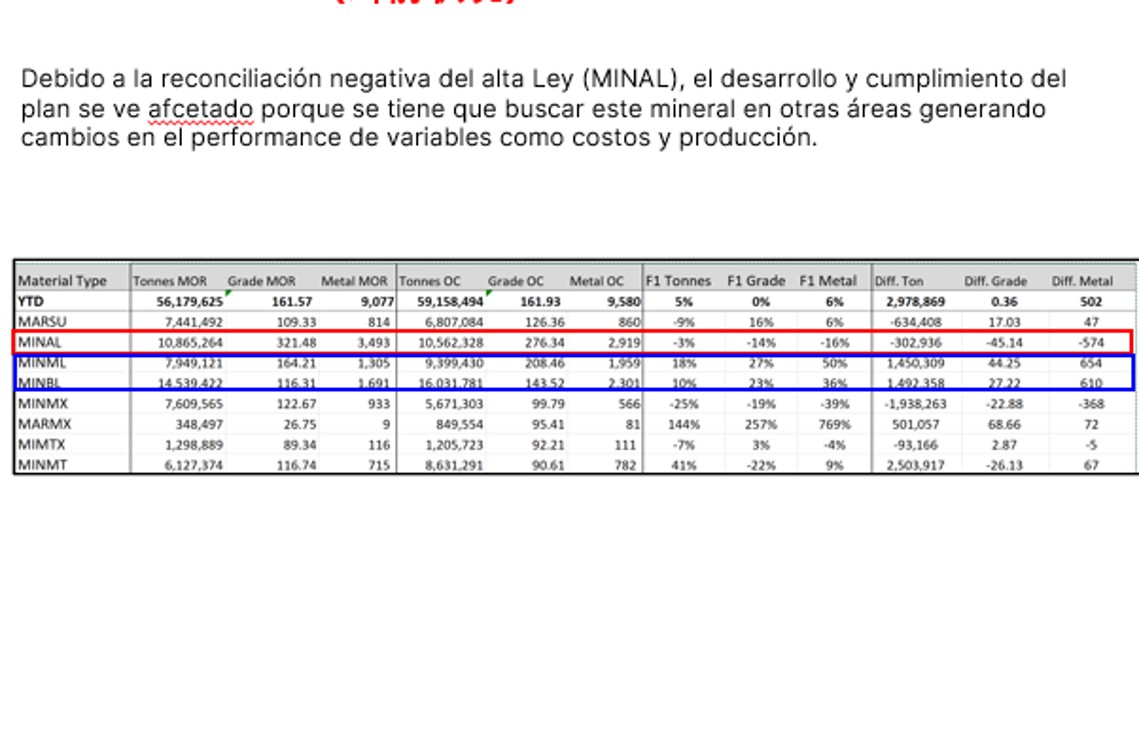 Debido a la reconciliación negativa del alta Ley (MINAL), el desarrollo y cumplimiento del
plan se ve afcetado porque se tiene que buscar este mineral en otras áreas generando
cambios en el performance de variables como costos y producción.
Material Type Tonnes MOR Grade MOR Metal MOR Tonnes OC Grade OC Metal OC F1 Tonnes F1 Grade F1 Metal Diff. Ton Diff. Grade Diff. Metal
YTD 56,179,625 161.57 9,077 59,158,494 161.93 9,580 5% 0% 6% 2,978,869 0.36 502
MARSU 7,441,492 109.33 814 6,807,084 126.36 860 -9% 16% 6% -634,408 17.03 47
MINAL 10,865,264 321.48 3,493 10,562,328 276.34 2,919 -3% -14% -16% -302,936 -45.14 -574
MINML 7,949,121 164.21 1,305 9,399,430 208.46 1,959 18% 27% 50% 1,450,309 44.25 654
MINBL 14,539,422 116.31 1,691 16,031,781 143.52 2,301 10% 23% 36% 1,492,358 27.22 610
MINMX 7,609,565 122.67 933 5,671,303 99.79 566 -25% -19% -39% -1,938,263 -22.88 -368
MARMX 348,497 26.75 9 849,554 95.41 81 144% 257% 769% 501,057 68.66 72
MIMTX 1,298,889 89.34 116 1,205,723 92.21 111 -7% 3% -4% -93,166 2.87 -5
MINMT 6,127,374 116.74 715 8,631,291 90.61 782 41% -22% 9% 2,503,917 -26.13 67